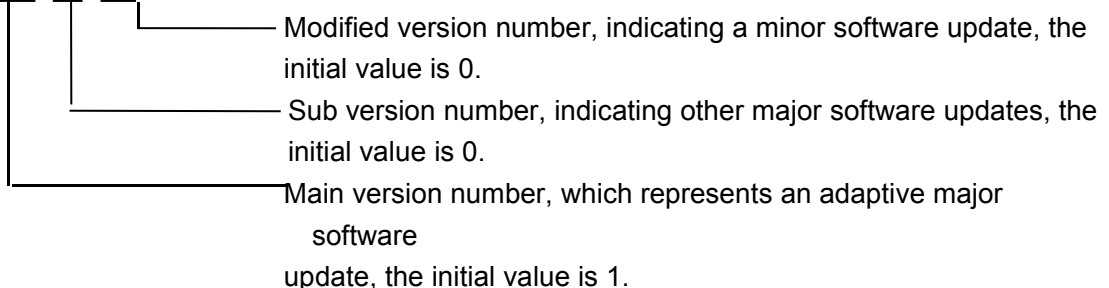 Modified version number, indicating a minor software update, the
initial value is 0.
Sub version number, indicating other major software updates, the
initial value is 0.
Main version number, which represents an adaptive major
software
update, the initial value is 1.